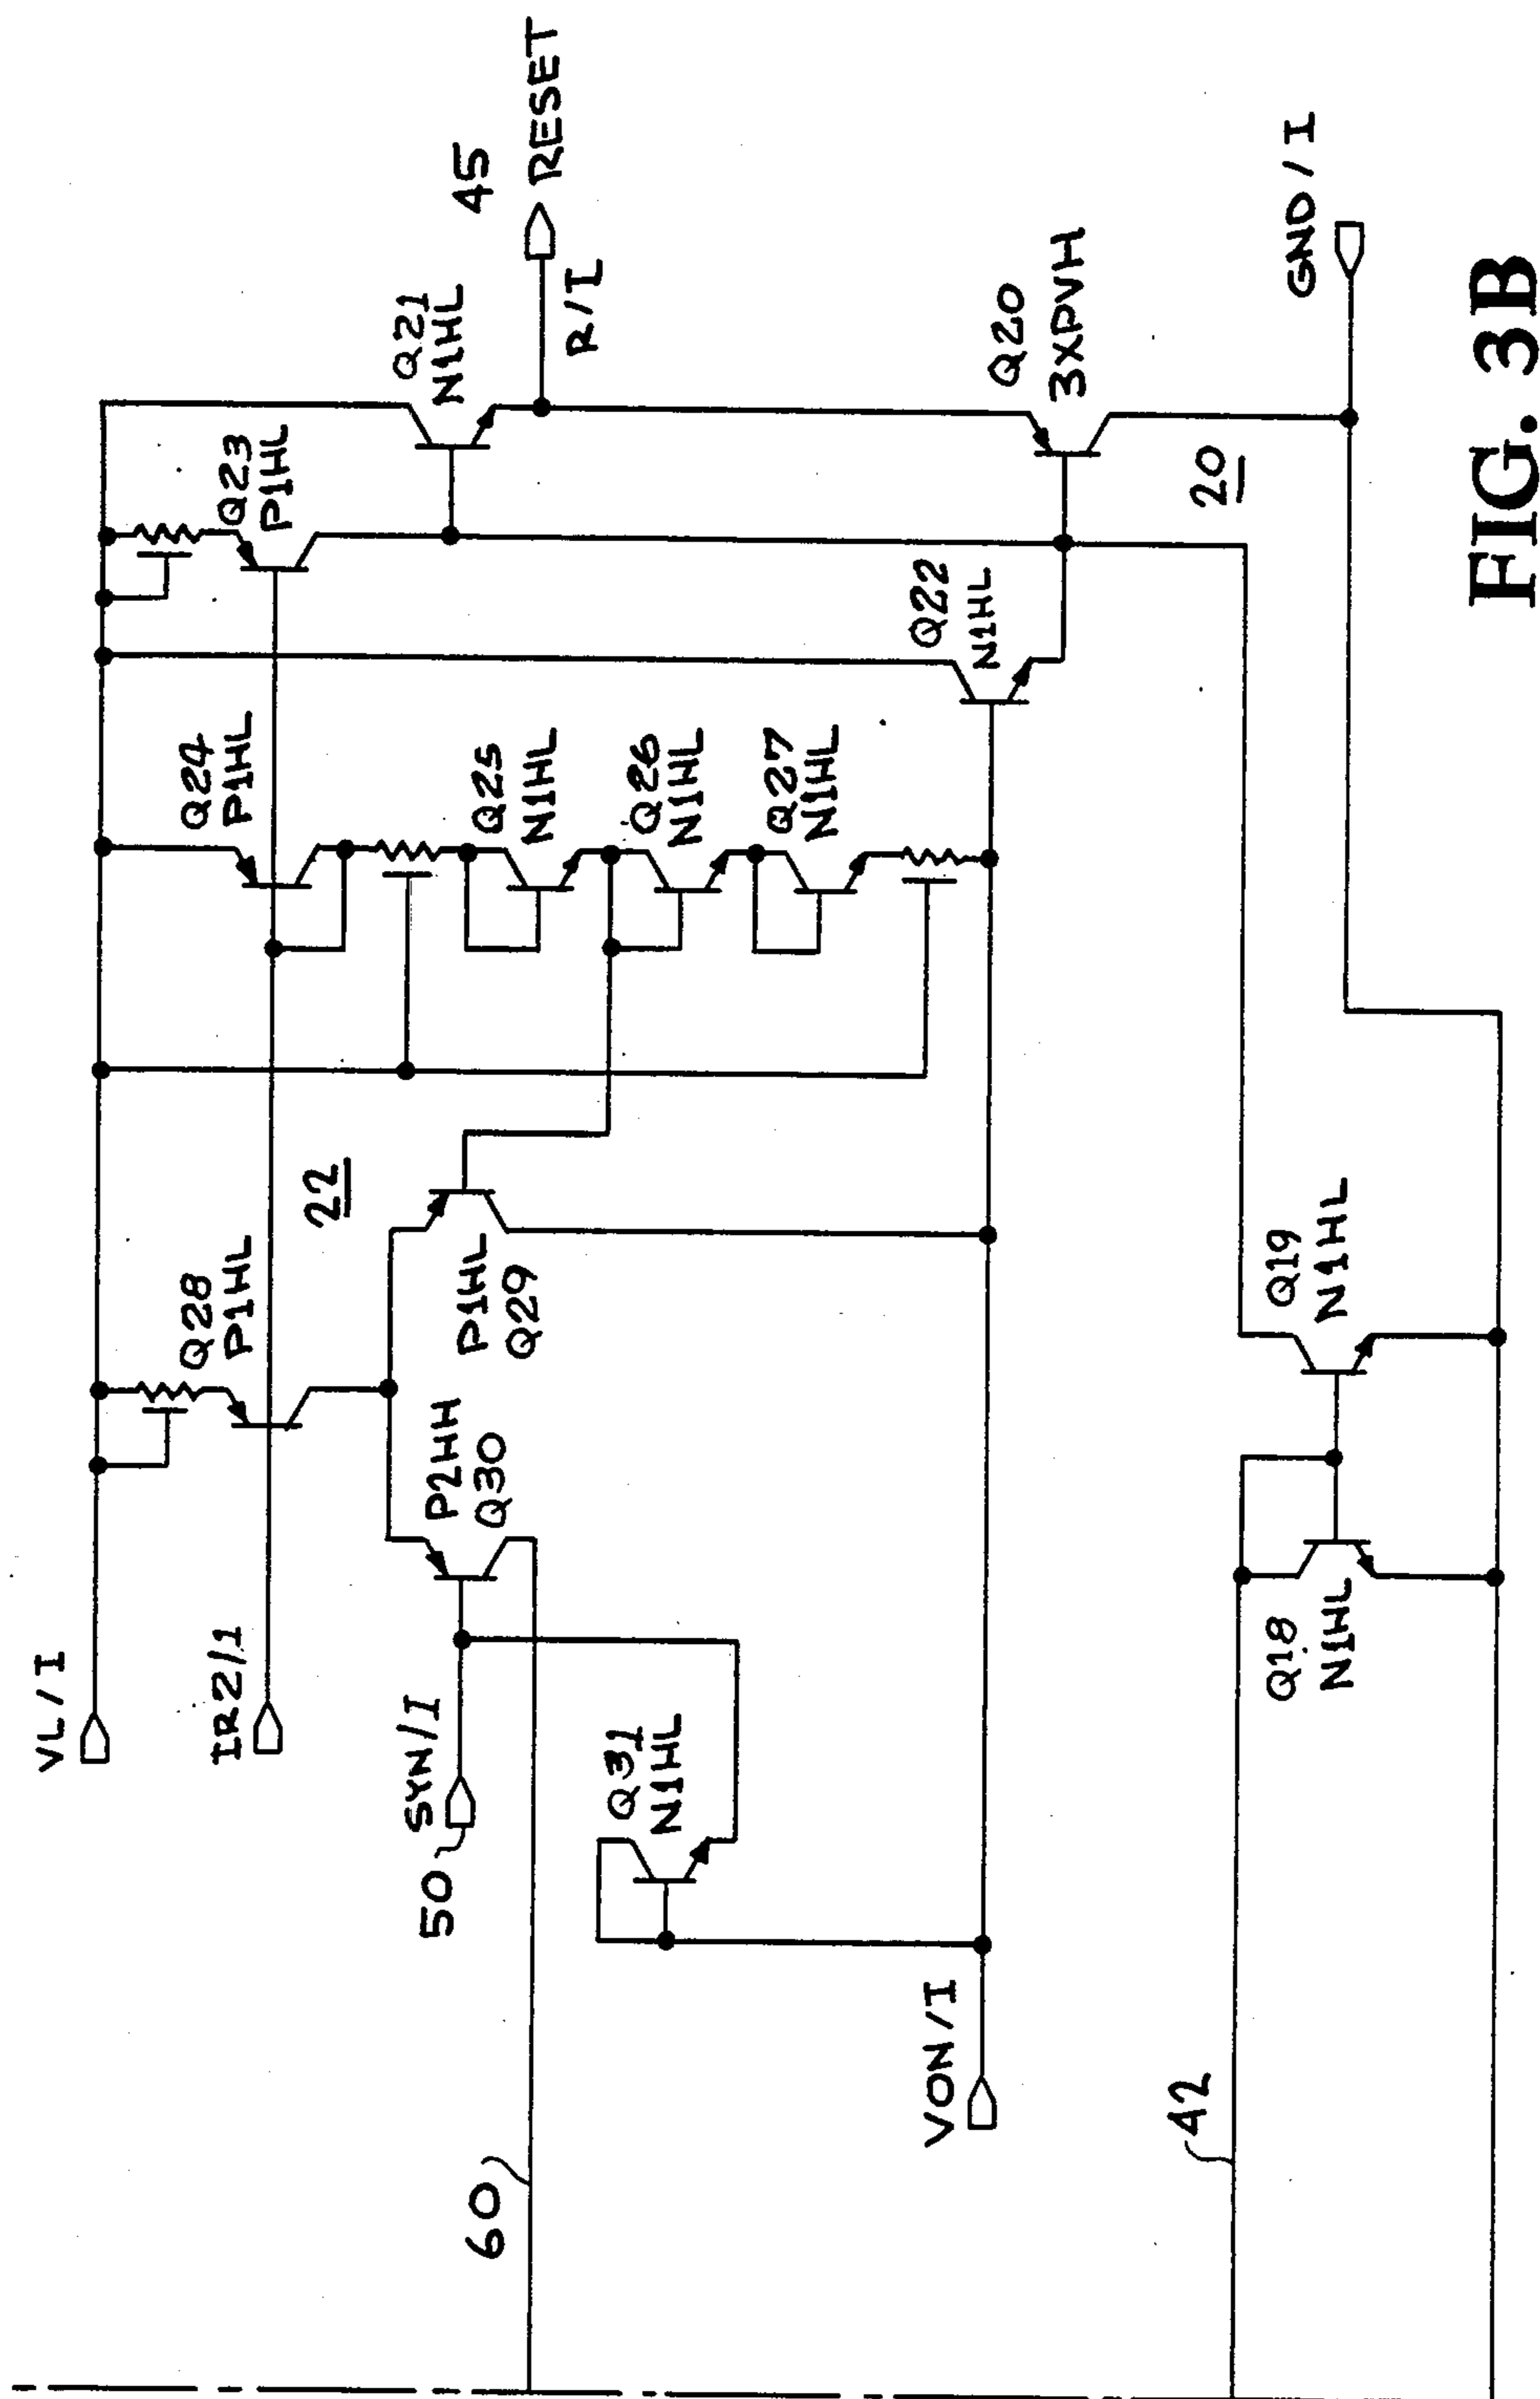 VL/I
IR2/1
SYN/I
50
60
VON/I
42
Q28
P1HL
22
P2HH
Q30
P1HL
Q29
Q31
N1HL
Q24
P1HL
Q25
N1HL
Q26
N1HL
Q27
N1HL
Q23
P1HL
Q22
N1HL
Q21
N1HL
45
RESET
R/I
Q20
3XPVH
20
GND/I
Q18
N1HL
Q19
N1HL
FIG. 3B